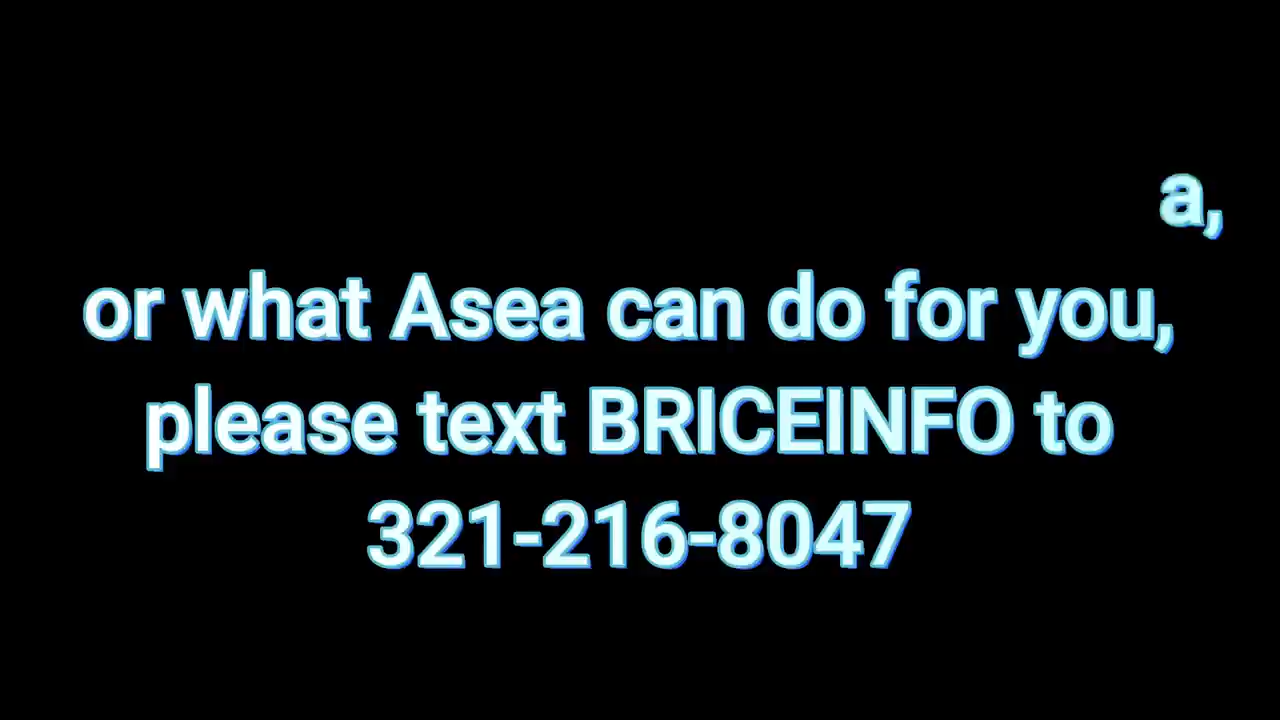 a,
or what Asea can do for you,
please text BRICEINFO to
321-216-8047